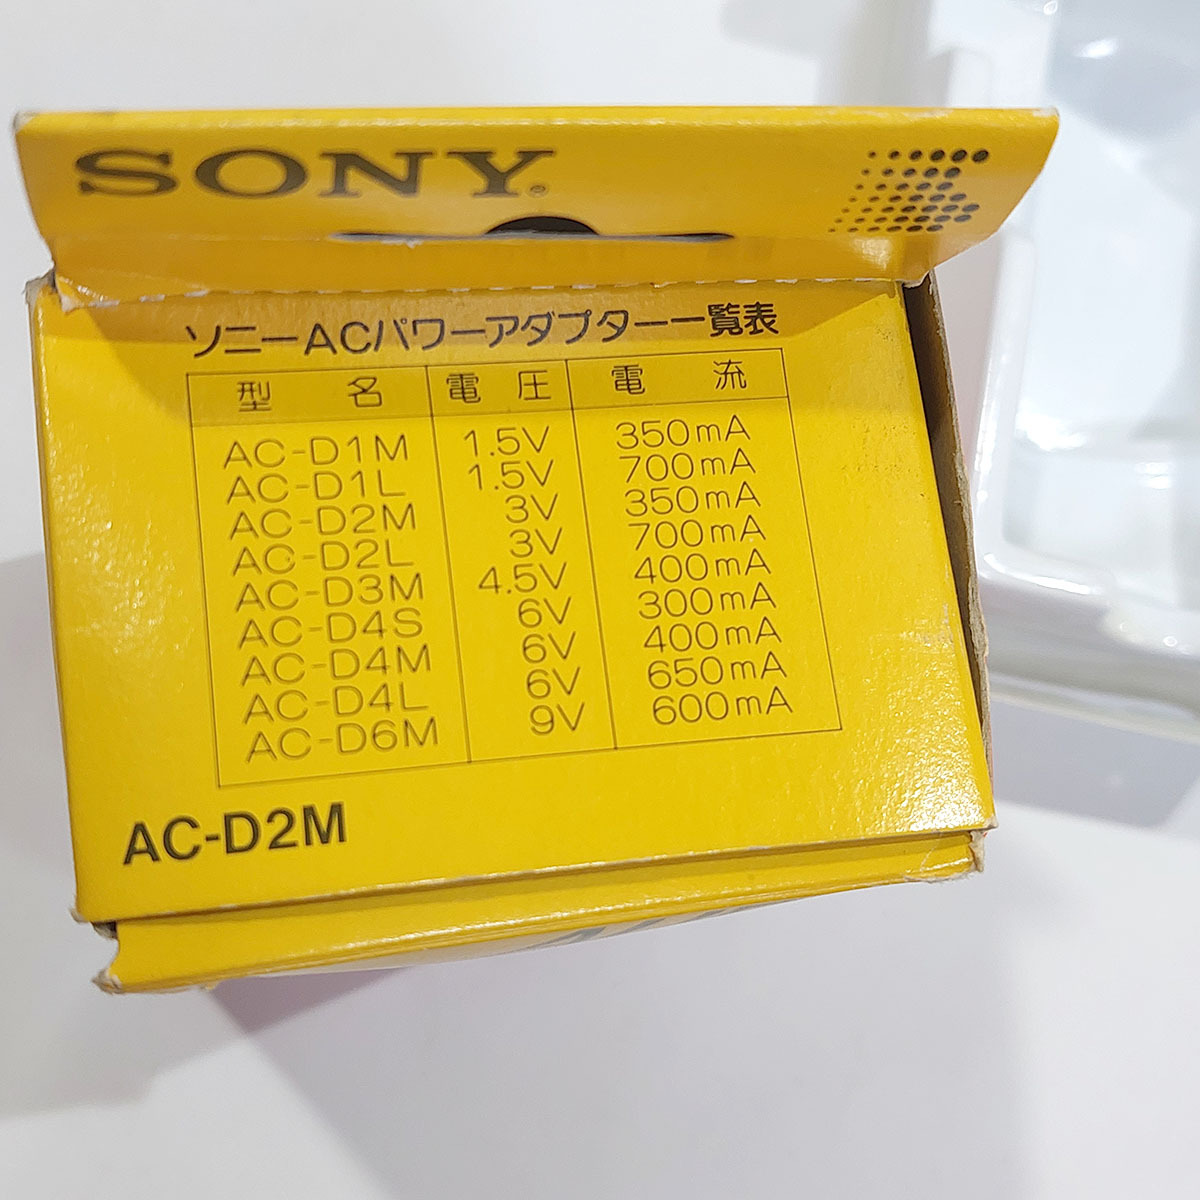 SONY
ソニーACパワーアダプター一覧表
型名 電圧 電流
AC-D1M 1.5V 350mA
AC-D1L 1.5V 700mA
AC-D2M 3V 350mA
AC-D2L 3V 700mA
AC-D3M 4.5V 400mA
AC-D4S 6V 300mA
AC-D4M 6V 400mA
AC-D4L 6V 650mA
AC-D6M 9V 600mA
AC-D2M